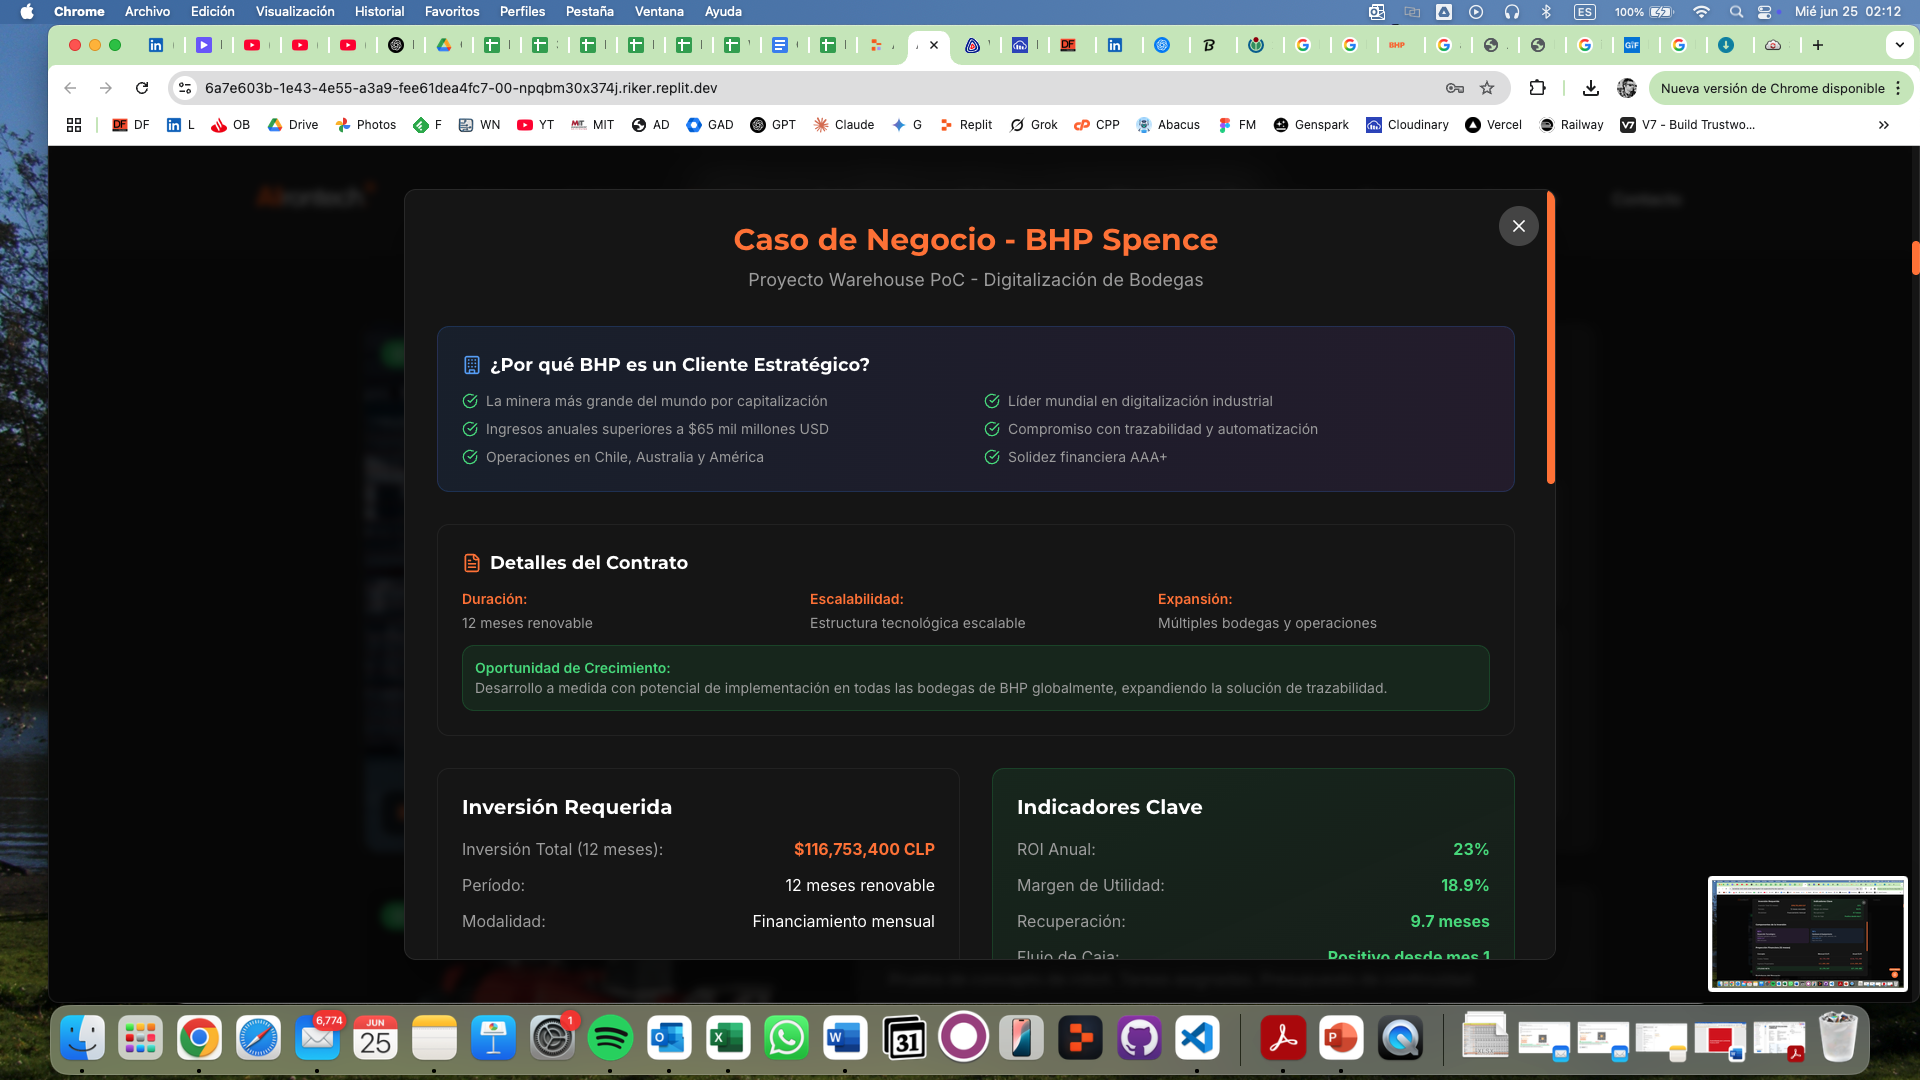 Chrome Archivo Edición Visualización Historial Favoritos Perfiles Pestaña Ventana Ayuda
ES 100% Mié jun 25 02:12
6a7e603b-1e43-4e55-a3a9-fee61dea4fc7-00-npqbm30x374j.riker.replit.dev
Nueva versión de Chrome disponible
DF L OB Drive Photos F WN YT MIT AD GAD GPT Claude G Replit Grok CPP Abacus FM Genspark Cloudinary Vercel Railway V7 - Build Trustwo...
Contacto
Caso de Negocio - BHP Spence
Proyecto Warehouse PoC - Digitalización de Bodegas
¿Por qué BHP es un Cliente Estratégico?
La minera más grande del mundo por capitalización
Líder mundial en digitalización industrial
Ingresos anuales superiores a $65 mil millones USD
Compromiso con trazabilidad y automatización
Operaciones en Chile, Australia y América
Solidez financiera AAA+
Detalles del Contrato
Duración:
12 meses renovable
Escalabilidad:
Estructura tecnológica escalable
Expansión:
Múltiples bodegas y operaciones
Oportunidad de Crecimiento:
Desarrollo a medida con potencial de implementación en todas las bodegas de BHP globalmente, expandiendo la solución de trazabilidad.
Inversión Requerida
Inversión Total (12 meses): $116,753,400 CLP
Período: 12 meses renovable
Modalidad: Financiamiento mensual
Indicadores Clave
ROI Anual: 23%
Margen de Utilidad: 18.9%
Recuperación: 9.7 meses
Flujo de Caja: Positivo desde mes 1
6,774
JUN
25
1
31